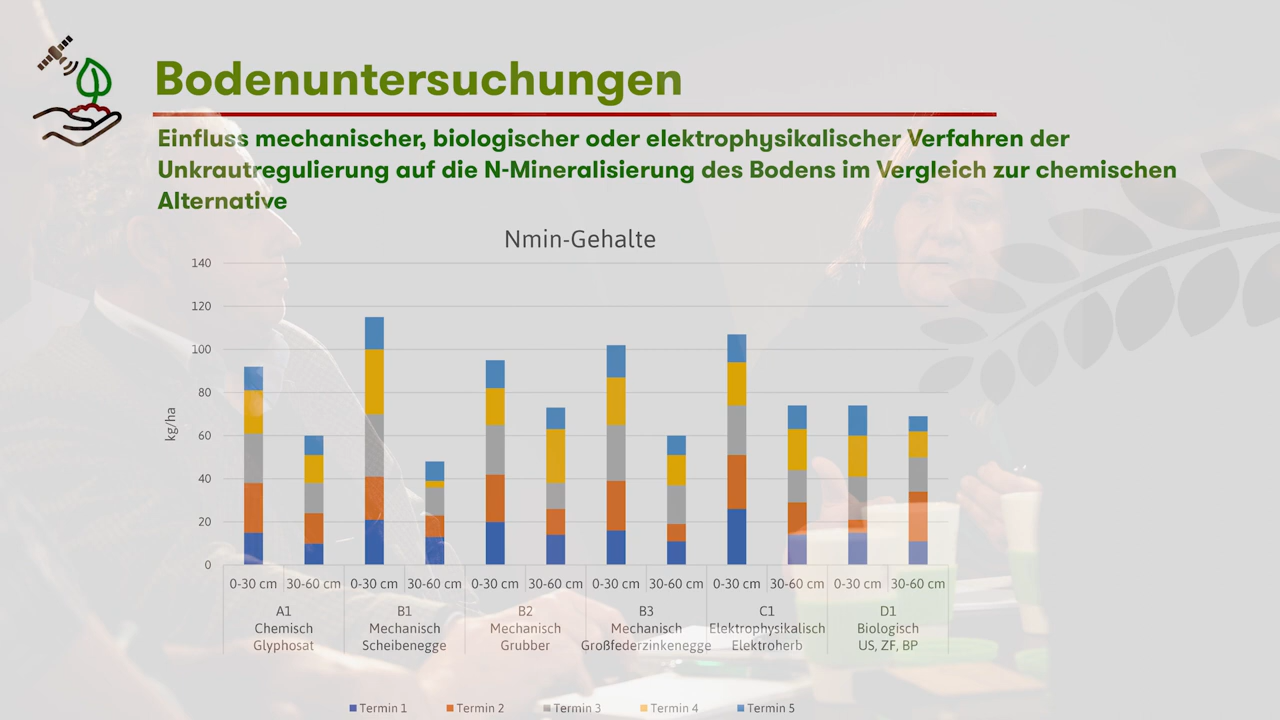 Bodenuntersuchungen
Einfluss mechanischer, biologischer oder elektrophysikalischer Verfahren der
Unkrautregulierung auf die N-Mineralisierung des Bodens im Vergleich zur chemischen
Alternative
Nmin-Gehalte
140
120
100
80
60
40
20
0
kg/ha
0-30 cm 30-60 cm 0-30 cm 30-60 cm 0-30 cm 30-60 cm 0-30 cm 30-60 cm 0-30 cm 30-60 cm 0-30 cm 30-60 cm
A1 B1 B2 B3 C1 D1
Chemisch Mechanisch Mechanisch Mechanisch Elektrophysikalisch Biologisch
Glyphosat Scheibenegge Grubber Großfederzinkenegge Elektroherb US, ZF, BP
Termin 1 Termin 2 Termin 3 Termin 4 Termin 5